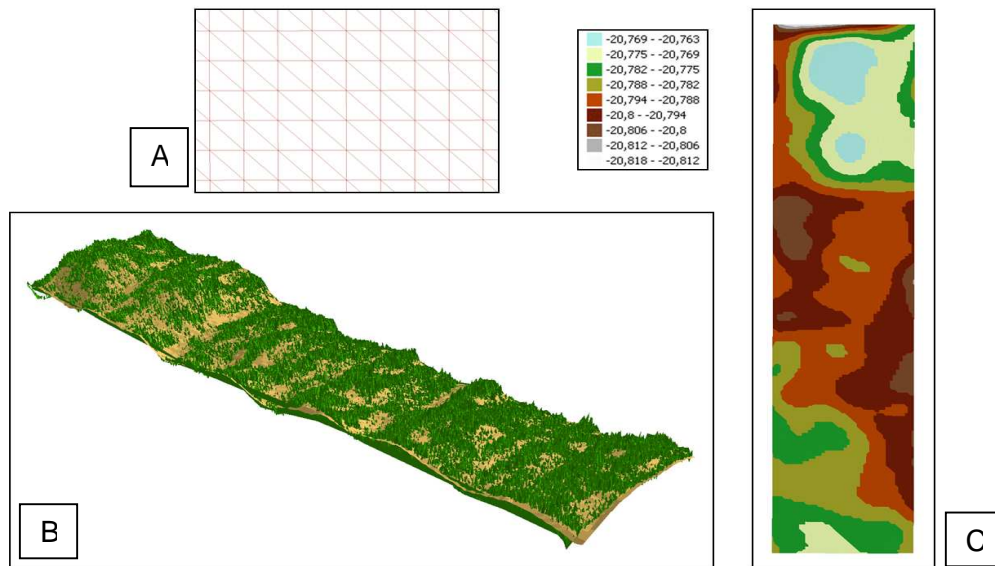 A
-20,769 - -20,763
-20,775 - -20,769
-20,782 - -20,775
-20,788 - -20,782
-20,794 - -20,788
-20,8 - -20,794
-20,806 - -20,8
-20,812 - -20,806
-20,818 - -20,812
B
C